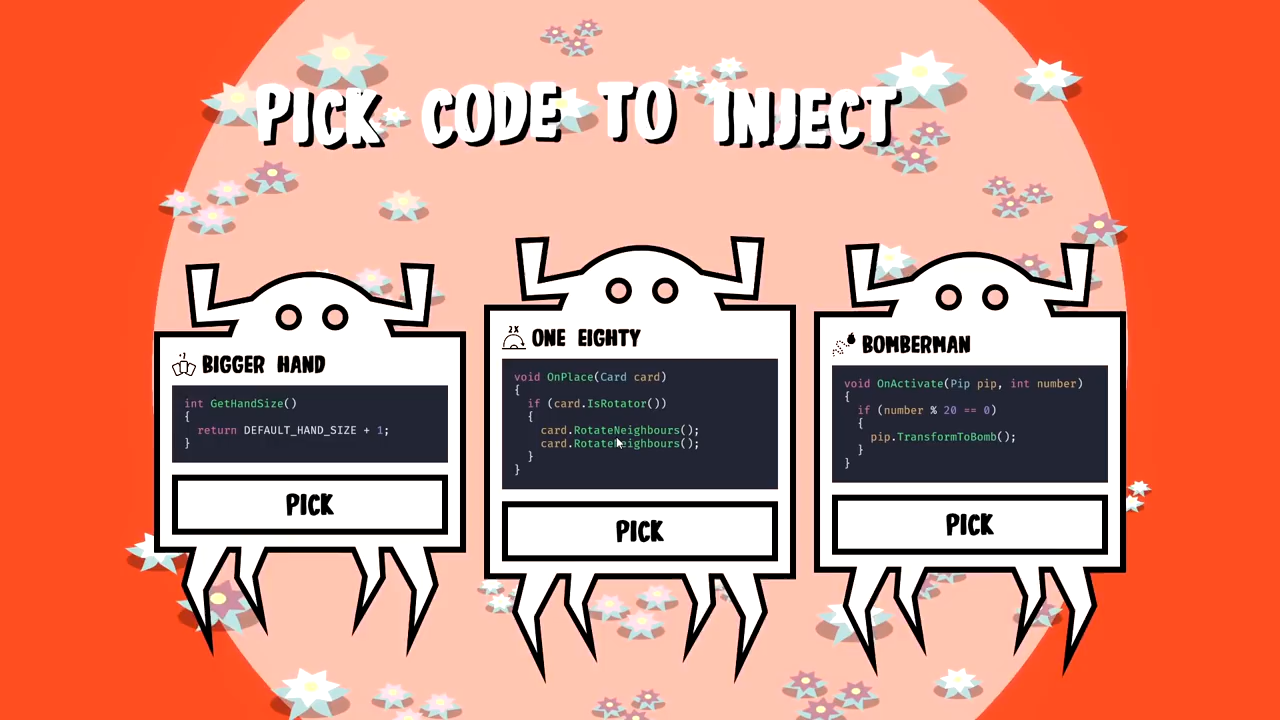 PICK CODE TO INJECT
+1
BIGGER HAND
int GetHandSize()
{
  return DEFAULT_HAND_SIZE + 1;
}
PICK
2X
ONE EIGHTY
void OnPlace(Card card)
{
  if (card.IsRotator())
  {
    card.RotateNeighbours();
    card.RotateNeighbours();
  }
}
PICK
BOMBERMAN
void OnActivate(Pip pip, int number)
{
  if (number % 20 == 0)
  {
    pip.TransformToBomb();
  }
}
PICK